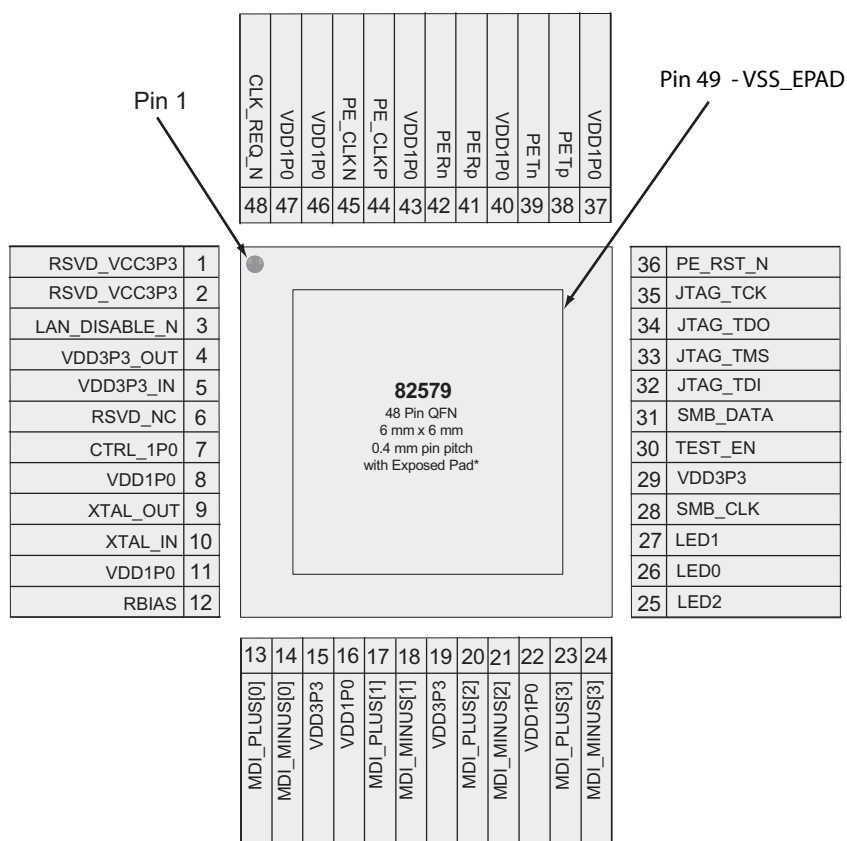 Pin 1
Pin 49 - VSS_EPAD
CLK_REQ_N
VDD1P0
VDD1P0
PE_CLKN
PE_CLKP
VDD1P0
PERn
PERp
VDD1P0
PETn
PETp
VDD1P0
48 47 46 45 44 43 42 41 40 39 38 37
RSVD_VCC3P3 1
RSVD_VCC3P3 2
LAN_DISABLE_N 3
VDD3P3_OUT 4
VDD3P3_IN 5
RSVD_NC 6
CTRL_1P0 7
VDD1P0 8
XTAL_OUT 9
XTAL_IN 10
VDD1P0 11
RBIAS 12
82579
48 Pin QFN
6 mm x 6 mm
0.4 mm pin pitch
with Exposed Pad*
36 PE_RST_N
35 JTAG_TCK
34 JTAG_TDO
33 JTAG_TMS
32 JTAG_TDI
31 SMB_DATA
30 TEST_EN
29 VDD3P3
28 SMB_CLK
27 LED1
26 LED0
25 LED2
13 14 15 16 17 18 19 20 21 22 23 24
MDI_PLUS[0]
MDI_MINUS[0]
VDD3P3
VDD1P0
MDI_PLUS[1]
MDI_MINUS[1]
VDD3P3
MDI_PLUS[2]
MDI_MINUS[2]
VDD1P0
MDI_PLUS[3]
MDI_MINUS[3]